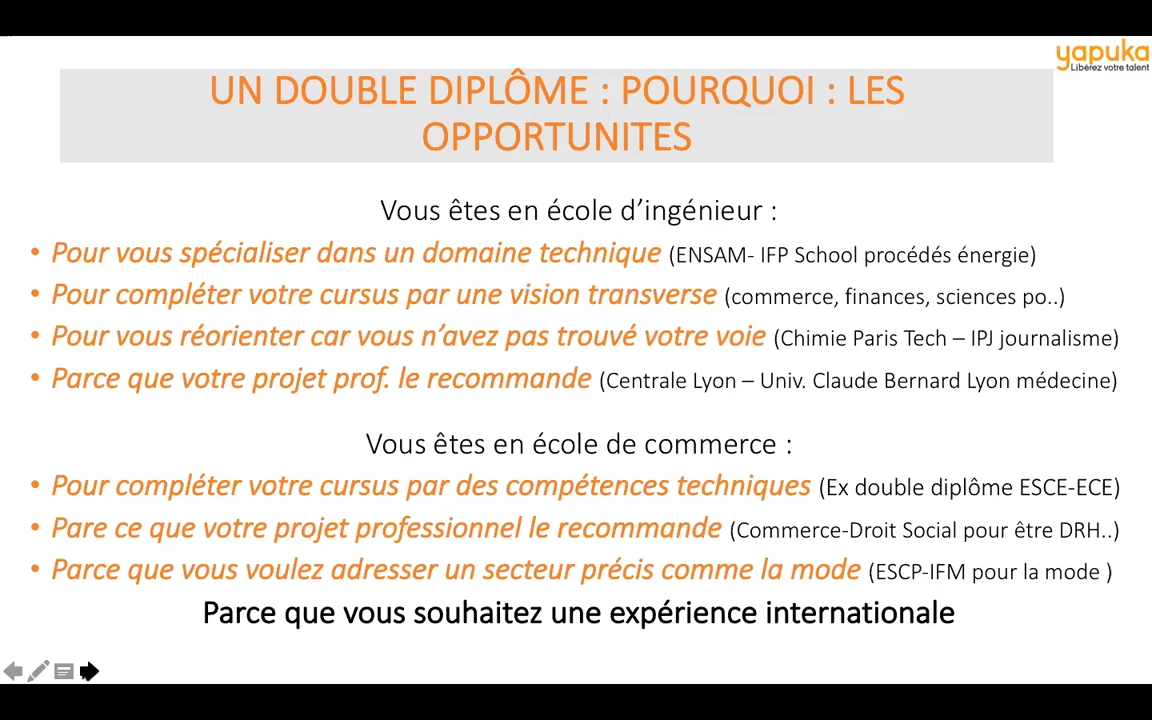 yapuka
Libérez votre talent
UN DOUBLE DIPLÔME : POURQUOI : LES
OPPORTUNITES
Vous êtes en école d’ingénieur :
• Pour vous spécialiser dans un domaine technique (ENSAM- IFP School procédés énergie)
• Pour compléter votre cursus par une vision transverse (commerce, finances, sciences po..)
• Pour vous réorienter car vous n’avez pas trouvé votre voie (Chimie Paris Tech – IPJ journalisme)
• Parce que votre projet prof. le recommande (Centrale Lyon – Univ. Claude Bernard Lyon médecine)
Vous êtes en école de commerce :
• Pour compléter votre cursus par des compétences techniques (Ex double diplôme ESCE-ECE)
• Pare ce que votre projet professionnel le recommande (Commerce-Droit Social pour être DRH..)
• Parce que vous voulez adresser un secteur précis comme la mode (ESCP-IFM pour la mode )
Parce que vous souhaitez une expérience internationale